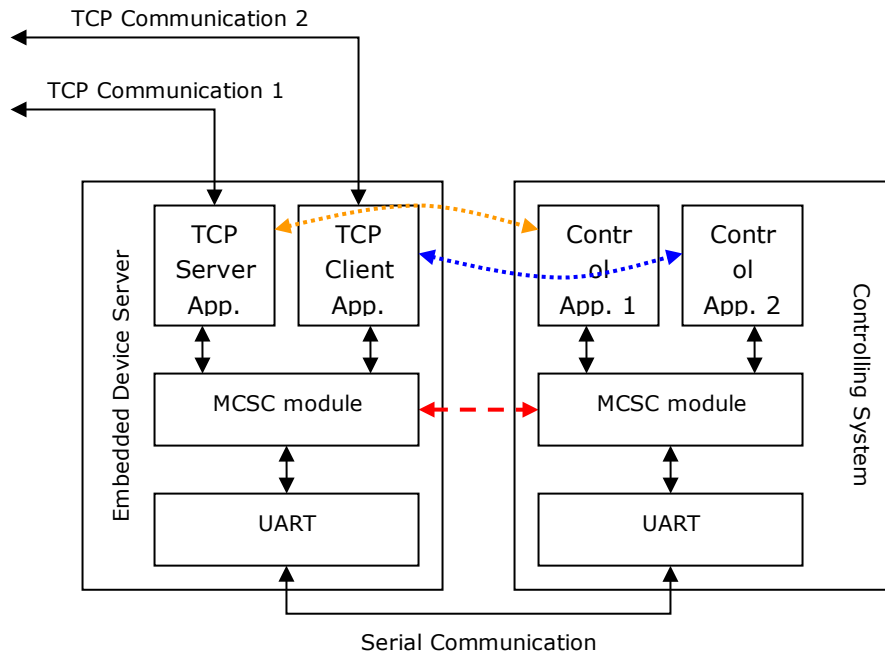 TCP Communication 2
TCP Communication 1
Embedded Device Server
TCP
Server
App.
TCP
Client
App.
MCSC module
UART
Contr
ol
App. 1
Contr
ol
App. 2
MCSC module
UART
Controlling System
Serial Communication